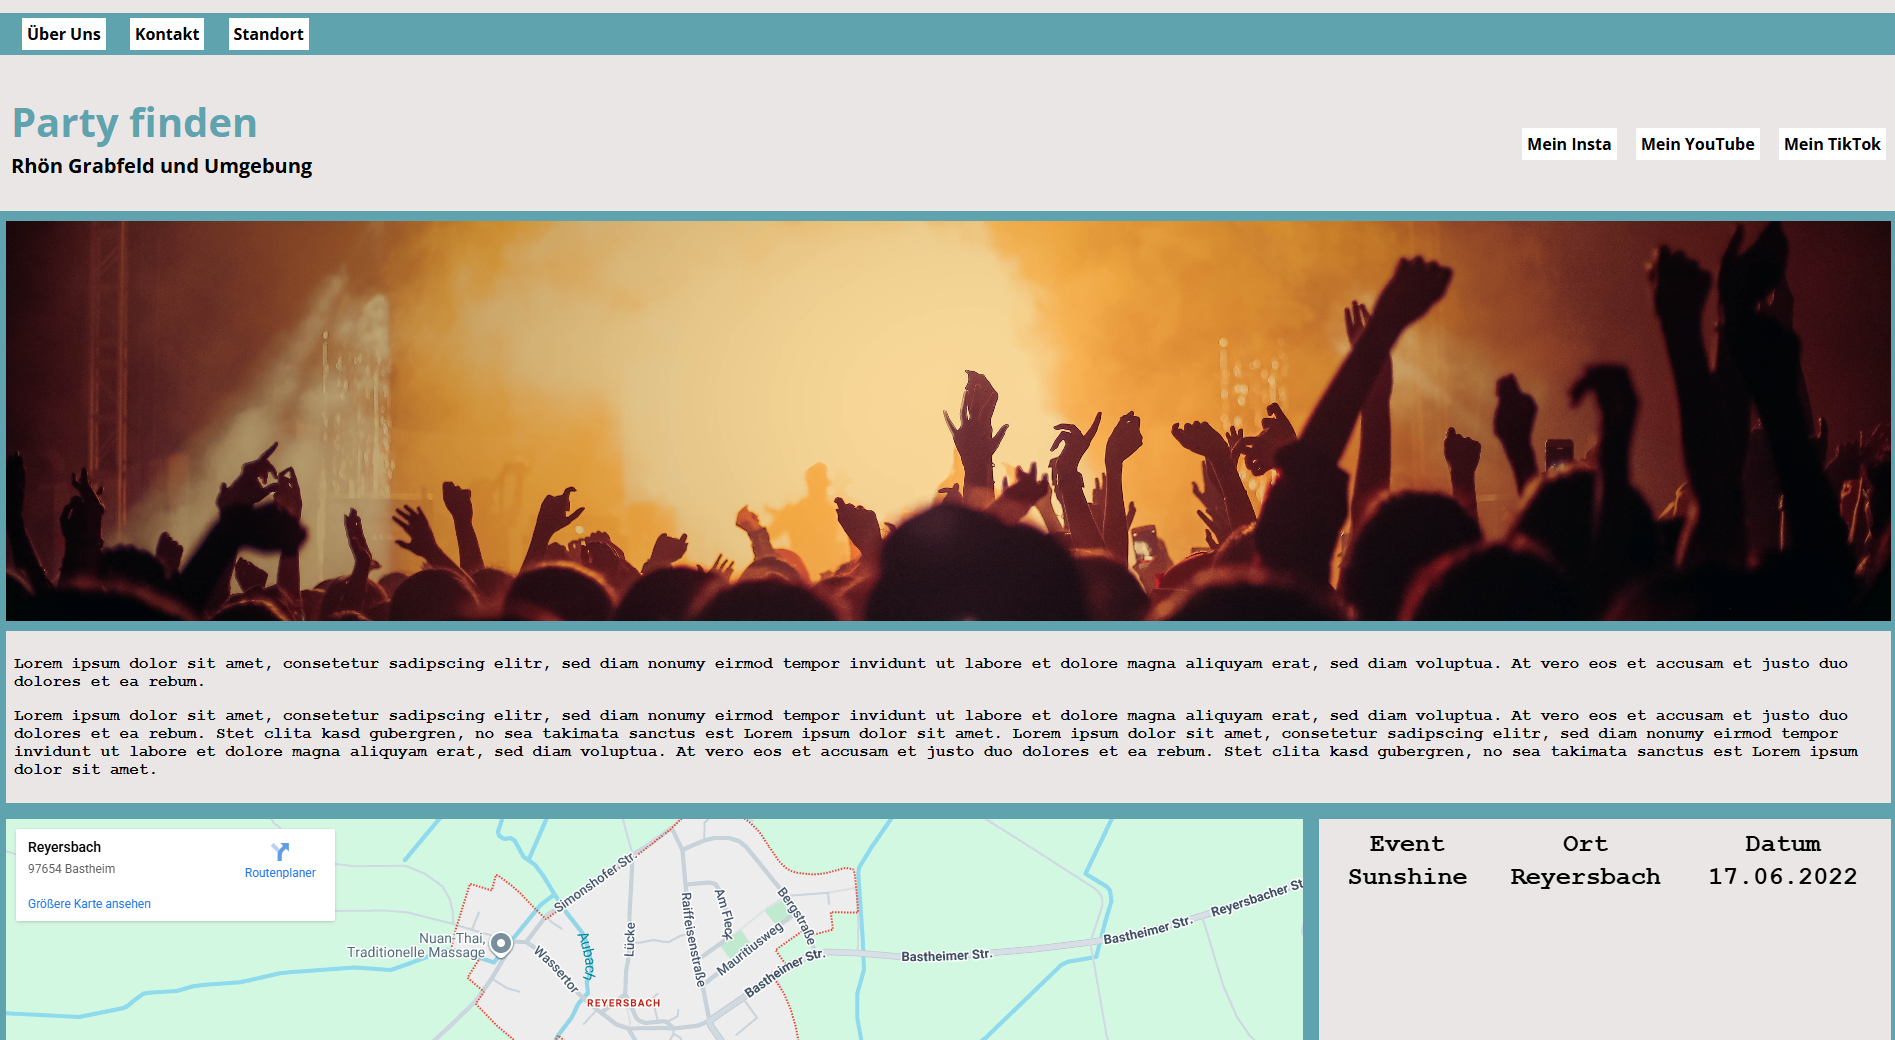 Über Uns Kontakt Standort
Party finden
Rhön Grabfeld und Umgebung
Mein Insta Mein YouTube Mein TikTok
Lorem ipsum dolor sit amet, consetetur sadipscing elitr, sed diam nonumy eirmod tempor invidunt ut labore et dolore magna aliquyam erat, sed diam voluptua. At vero eos et accusam et justo duo
dolores et ea rebum.
Lorem ipsum dolor sit amet, consetetur sadipscing elitr, sed diam nonumy eirmod tempor invidunt ut labore et dolore magna aliquyam erat, sed diam voluptua. At vero eos et accusam et justo duo
dolores et ea rebum. Stet clita kasd gubergren, no sea takimata sanctus est Lorem ipsum dolor sit amet. Lorem ipsum dolor sit amet, consetetur sadipscing elitr, sed diam nonumy eirmod tempor
invidunt ut labore et dolore magna aliquyam erat, sed diam voluptua. At vero eos et accusam et justo duo dolores et ea rebum. Stet clita kasd gubergren, no sea takimata sanctus est Lorem ipsum
dolor sit amet.
Reyersbach
97654 Bastheim
Routenplaner
Größere Karte ansehen
Simonshofer Str.
Nuan Thai,
Traditionelle Massage
Wassertor
Aubach
Lücke
Raiffeisenstraße
Am Fleck
Mauritiusweg
Bergstraße
Bastheimer Str.
Bastheimer Str.
Bastheimer Str.
Reyersbacher St
REYERSBACH
Event Ort Datum
Sunshine Reyersbach 17.06.2022